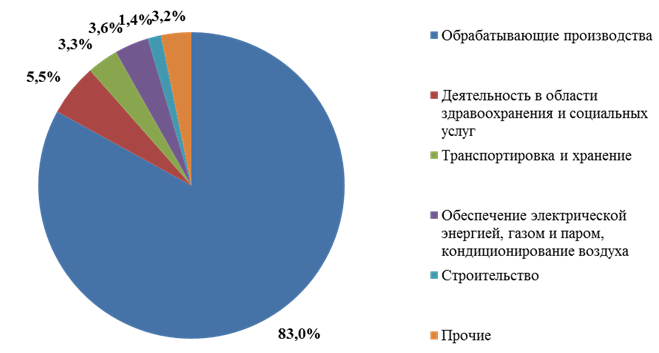 3,6%
1,4%
3,2%
3,3%
5,5%
83,0%
Обрабатывающие производства
Деятельность в области
здравоохранения и социальных
услуг
Транспортировка и хранение
Обеспечение электрической
энергией, газом и паром,
кондиционирование воздуха
Строительство
Прочие